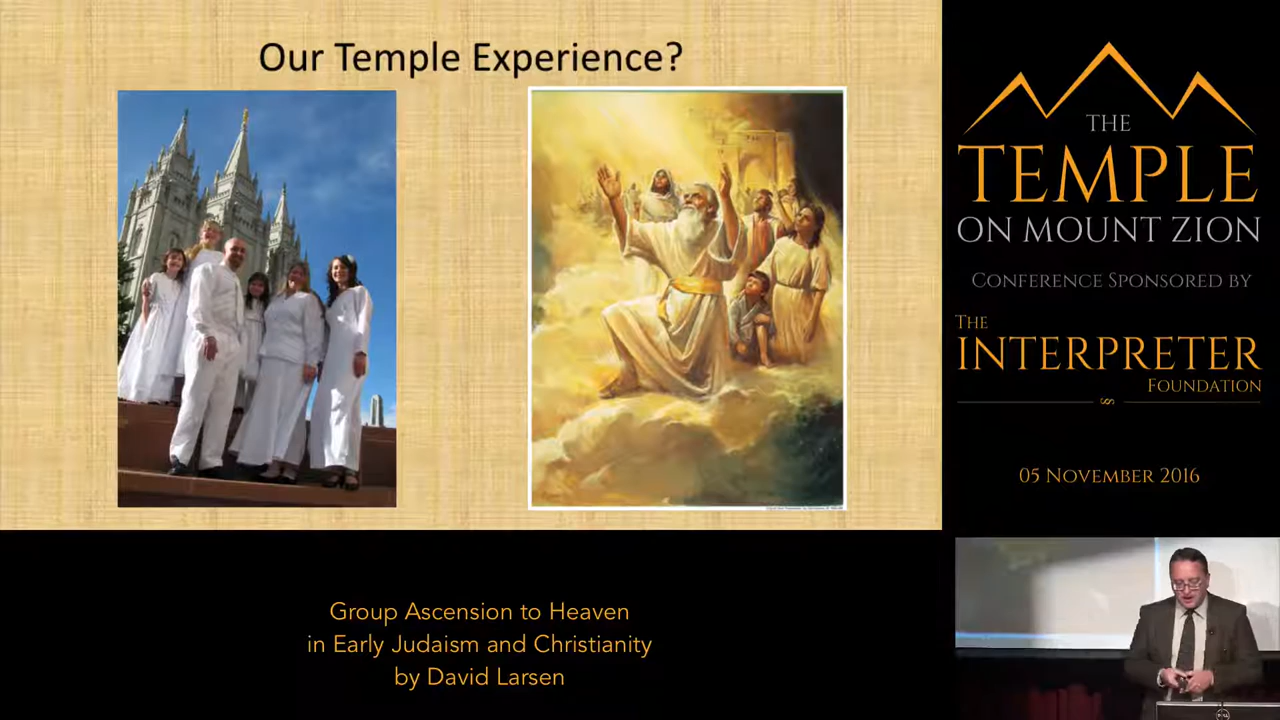 Our Temple Experience?
THE
TEMPLE
ON MOUNT ZION
CONFERENCE SPONSORED BY
THE
INTERPRETER
FOUNDATION
05 NOVEMBER 2016
Group Ascension to Heaven
in Early Judaism and Christianity
by David Larsen
DELL